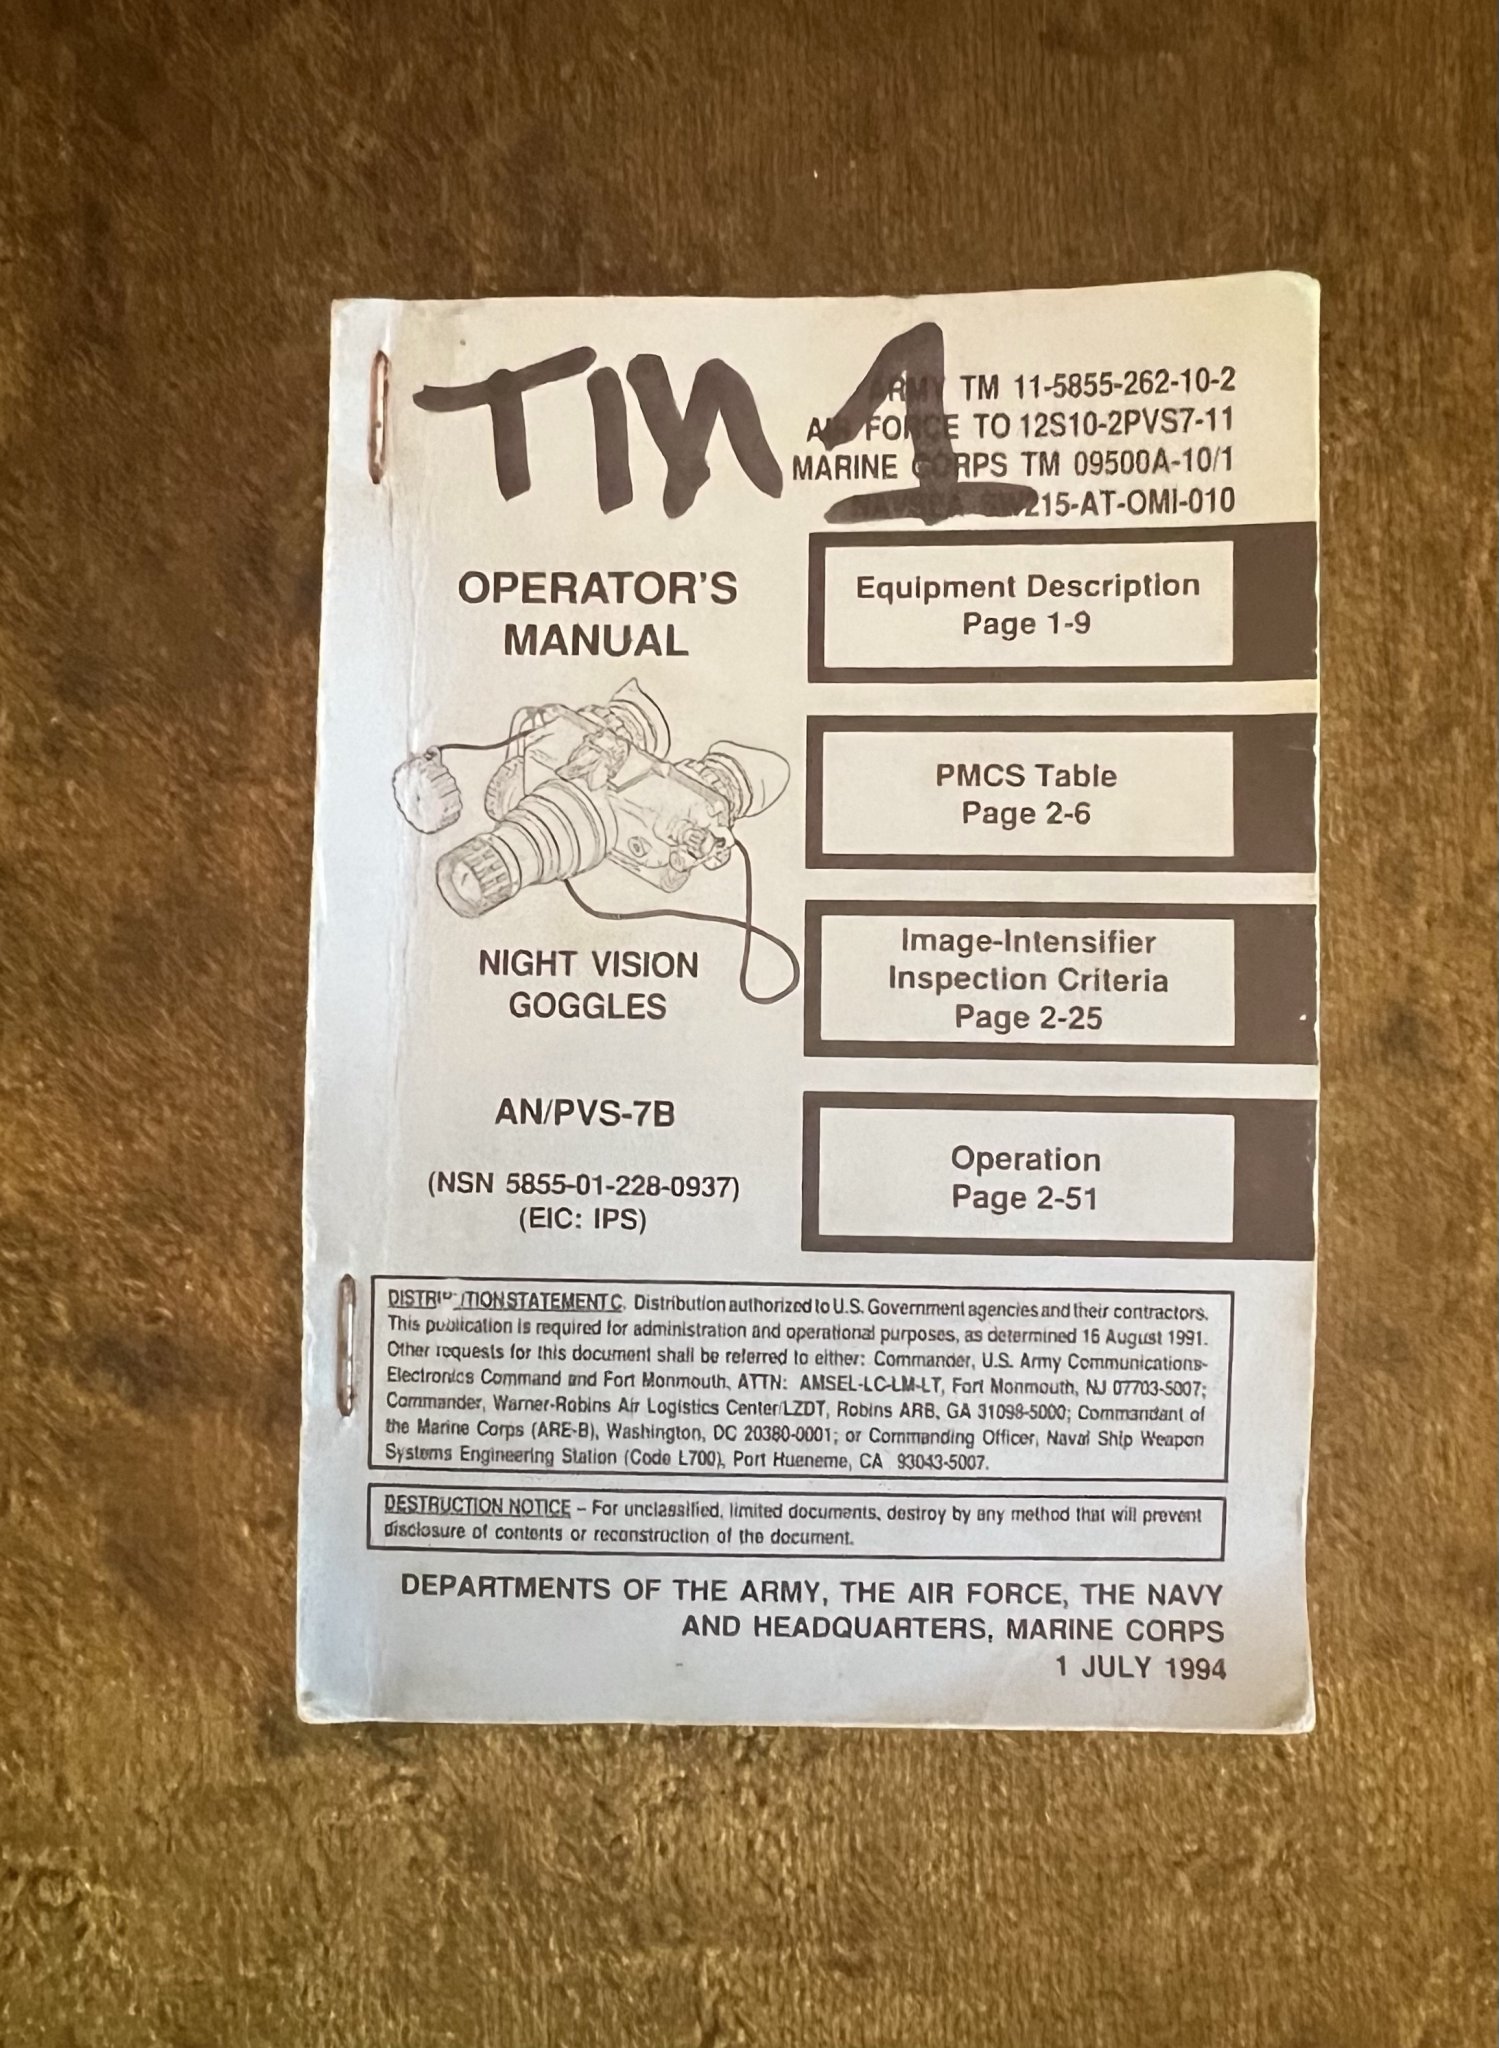 TIM 1
ARMY TM 11-5855-262-10-2
AIR FORCE TO 12S10-2PVS7-11
MARINE CORPS TM 09500A-10/1
NAVSEA SW215-AT-OMI-010
OPERATOR'S
MANUAL
NIGHT VISION
GOGGLES
AN/PVS-7B
(NSN 5855-01-228-0937)
(EIC: IPS)
Equipment Description
Page 1-9
PMCS Table
Page 2-6
Image-Intensifier
Inspection Criteria
Page 2-25
Operation
Page 2-51
DISTRIBUTION STATEMENT C. Distribution authorized to U.S. Government agencies and their contractors.
This publication is required for administration and operational purposes, as determined 16 August 1991.
Other requests for this document shall be referred to either: Commander, U.S. Army Communications-
Electronics Command and Fort Monmouth, ATTN: AMSEL-LC-LM-LT, Fort Monmouth, NJ 07703-5007;
Commander, Warner-Robins Air Logistics Center/LZDT, Robins ARB, GA 31098-5000; Commandant of
the Marine Corps (ARE-B), Washington, DC 20380-0001; or Commanding Officer, Naval Ship Weapon
Systems Engineering Station (Code L700), Port Hueneme, CA 93043-5007.
DESTRUCTION NOTICE – For unclassified, limited documents, destroy by any method that will prevent
disclosure of contents or reconstruction of the document.
DEPARTMENTS OF THE ARMY, THE AIR FORCE, THE NAVY
AND HEADQUARTERS, MARINE CORPS
1 JULY 1994